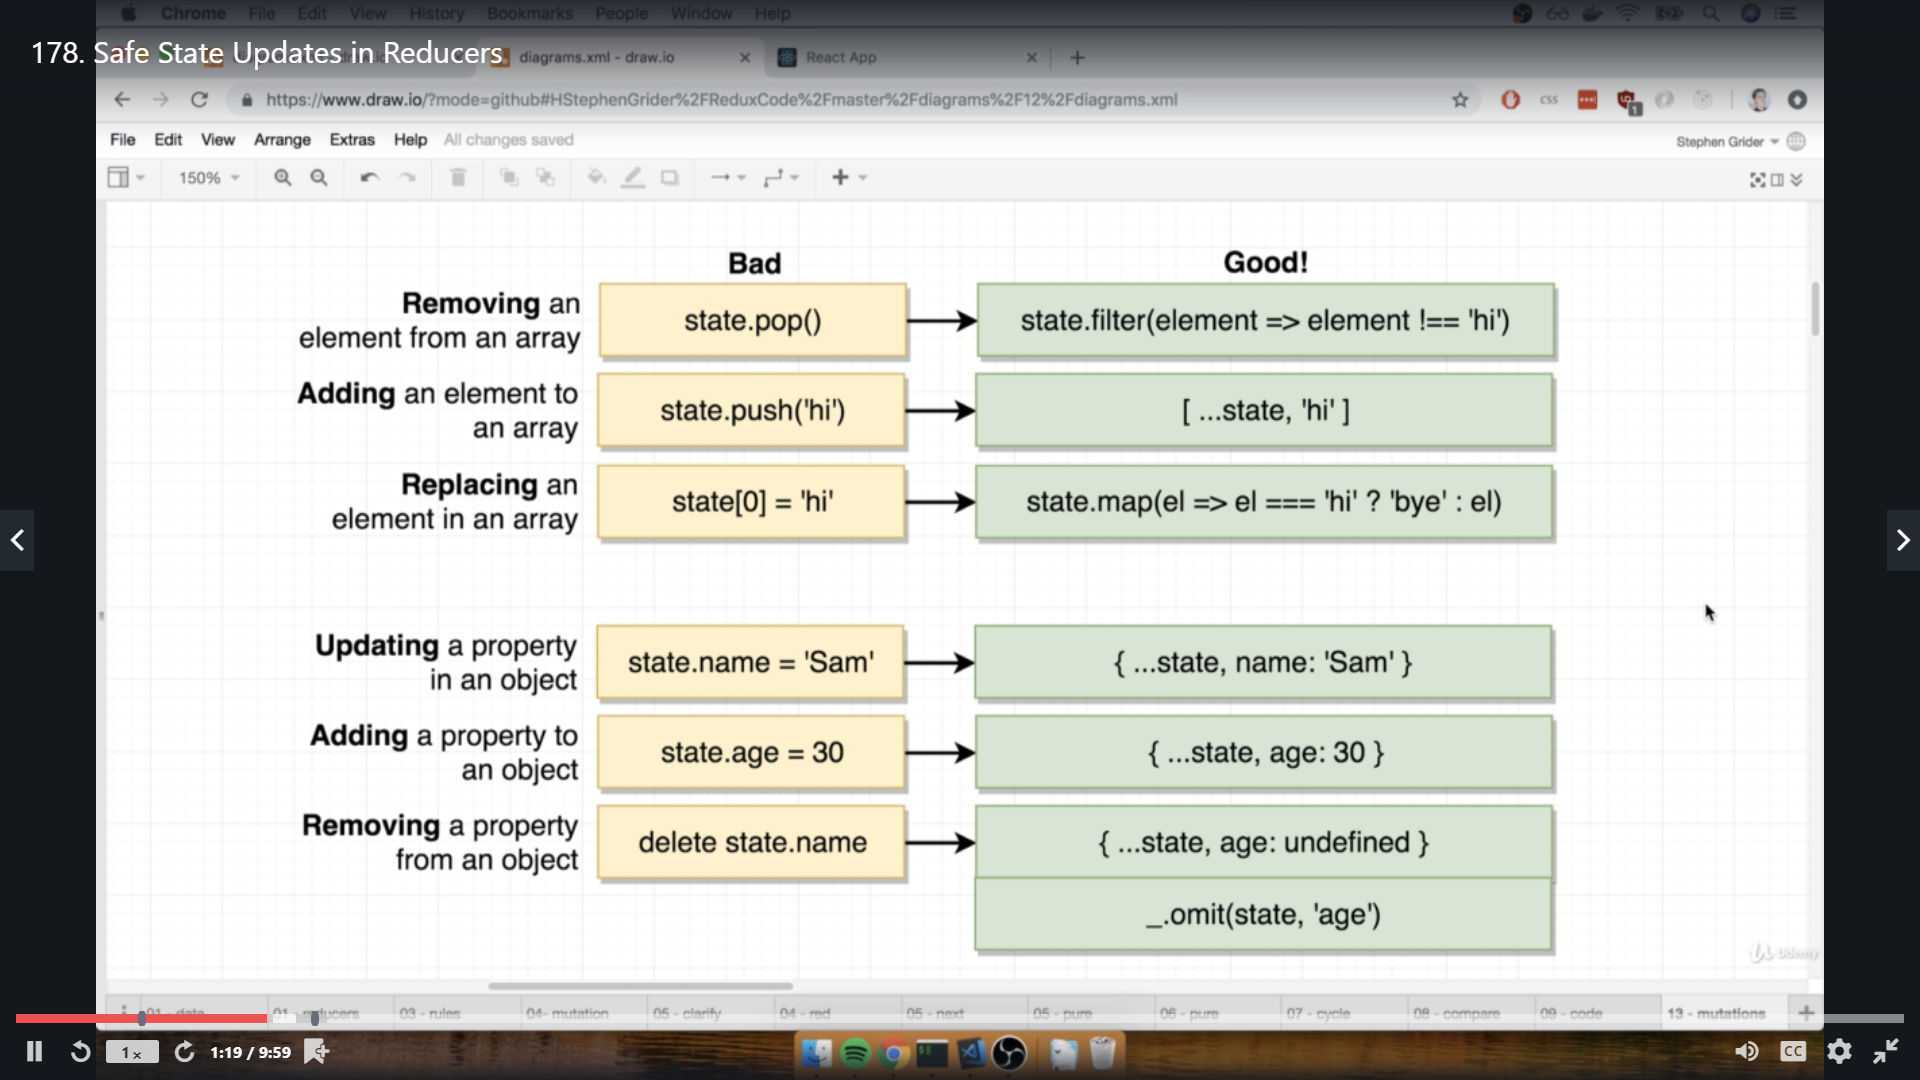 Chrome File Edit View History Bookmarks People Window Help
178. Safe State Updates in Reducers
diagrams.xml - draw.io
React App
https://www.draw.io/?mode=github#HStephenGrider%2FReduxCode%2Fmaster%2Fdiagrams%2F12%2Fdiagrams.xml
CSS
1
File Edit View Arrange Extras Help All changes saved
Stephen Grider
150%
Bad Good!
Removing an
element from an array
state.pop() state.filter(element => element !== 'hi')
Adding an element to
an array
state.push('hi') [ ...state, 'hi' ]
Replacing an
element in an array
state[0] = 'hi' state.map(el => el === 'hi' ? 'bye' : el)
Updating a property
in an object
state.name = 'Sam' { ...state, name: 'Sam' }
Adding a property to
an object
state.age = 30 { ...state, age: 30 }
Removing a property
from an object
delete state.name { ...state, age: undefined }
_.omit(state, 'age')
Udemy
01 - data 01 - reducers 03 - rules 04- mutation 05 - clarify 04 - red 05 - next 05 - pure 06 - pure 07 - cycle 08 - compare 09 - code 13 - mutations
1x 1:19 / 9:59
CC